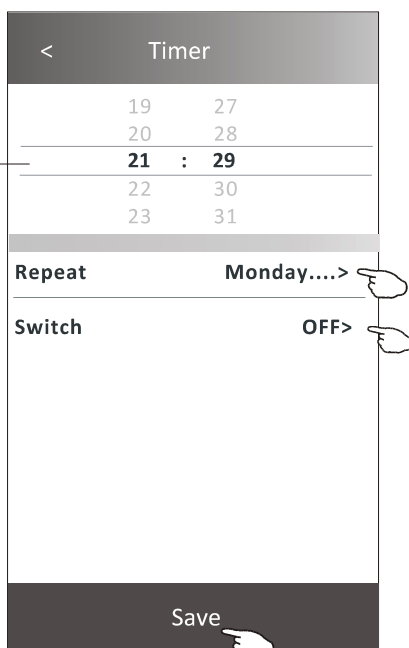 < Timer
19 27
20 28
21 : 29
22 30
23 31
Repeat Monday....>
Switch OFF>
Save